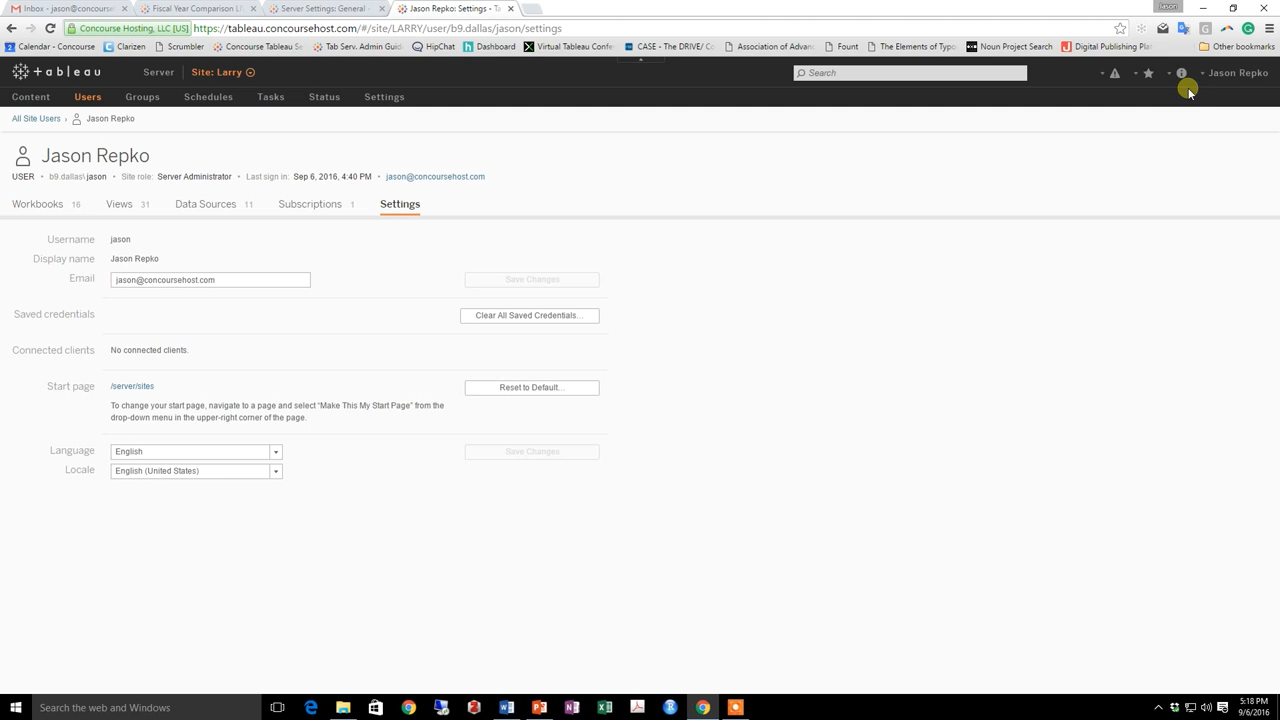 Inbox - jason@concours
Fiscal Year Comparison LI
Server Settings: General -
Jason Repko: Settings - T
Jason
Concourse Hosting, LLC [US]
https://tableau.concoursehost.com/#/site/LARRY/user/b9.dallas/jason/settings
Calendar - Concourse
Clarizen
Scrumbler
Concourse Tableau Se
Tab Serv. Admin Guide
HipChat
Dashboard
Virtual Tableau Confe
CASE - The DRIVE/ Co
Association of Advanc
Fount
The Elements of Typo
Noun Project Search
Digital Publishing Plat
Other bookmarks
+ a b l e a u
Server
Site: Larry
Search
Jason Repko
Content
Users
Groups
Schedules
Tasks
Status
Settings
All Site Users › Jason Repko
Jason Repko
USER • b9.dallas\ jason • Site role: Server Administrator • Last sign in: Sep 6, 2016, 4:40 PM • jason@concoursehost.com
Workbooks 16
Views 31
Data Sources 11
Subscriptions 1
Settings
Username jason
Display name Jason Repko
Email jason@concoursehost.com Save Changes
Saved credentials Clear All Saved Credentials...
Connected clients No connected clients.
Start page /server/sites Reset to Default...
To change your start page, navigate to a page and select “Make This My Start Page” from the
drop-down menu in the upper-right corner of the page.
Language English Save Changes
Locale English (United States)
Search the web and Windows
5:18 PM
9/6/2016